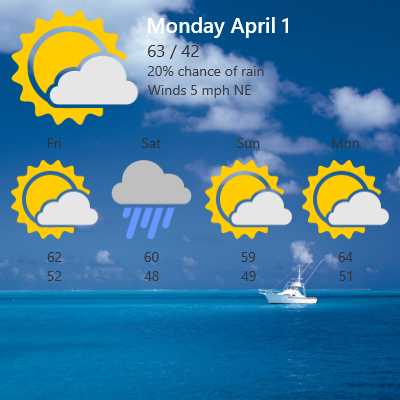 Monday April 1
63 / 42
20% chance of rain
Winds 5 mph NE
Fri Sat Sun Mon
62 60 59 64
52 48 49 51